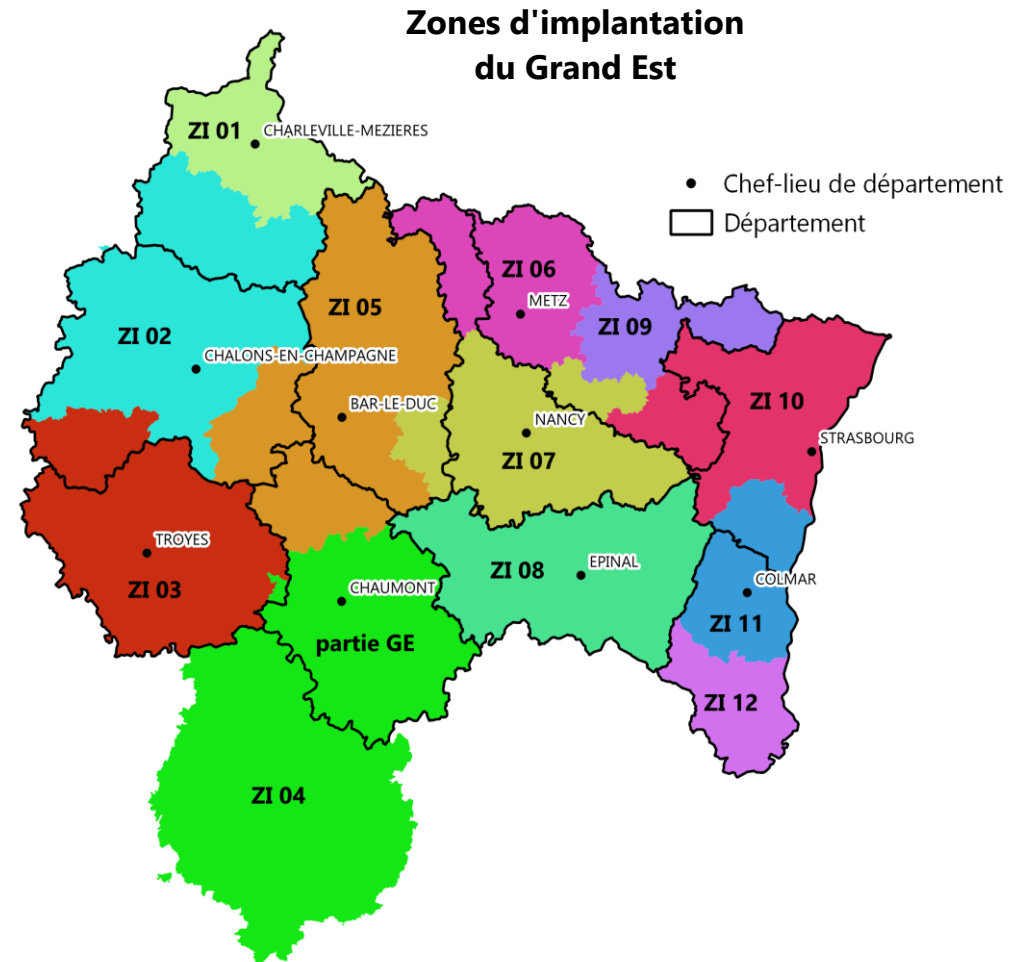 Zones d'implantation
du Grand Est
ZI 01
CHARLEVILLE-MEZIERES
Chef-lieu de département
Département
ZI 06
METZ
ZI 05
ZI 09
ZI 02
CHALONS-EN-CHAMPAGNE
BAR-LE-DUC
ZI 10
NANCY
STRASBOURG
ZI 07
TROYES
EPINAL
ZI 08
COLMAR
ZI 03
CHAUMONT
ZI 11
partie GE
ZI 12
ZI 04